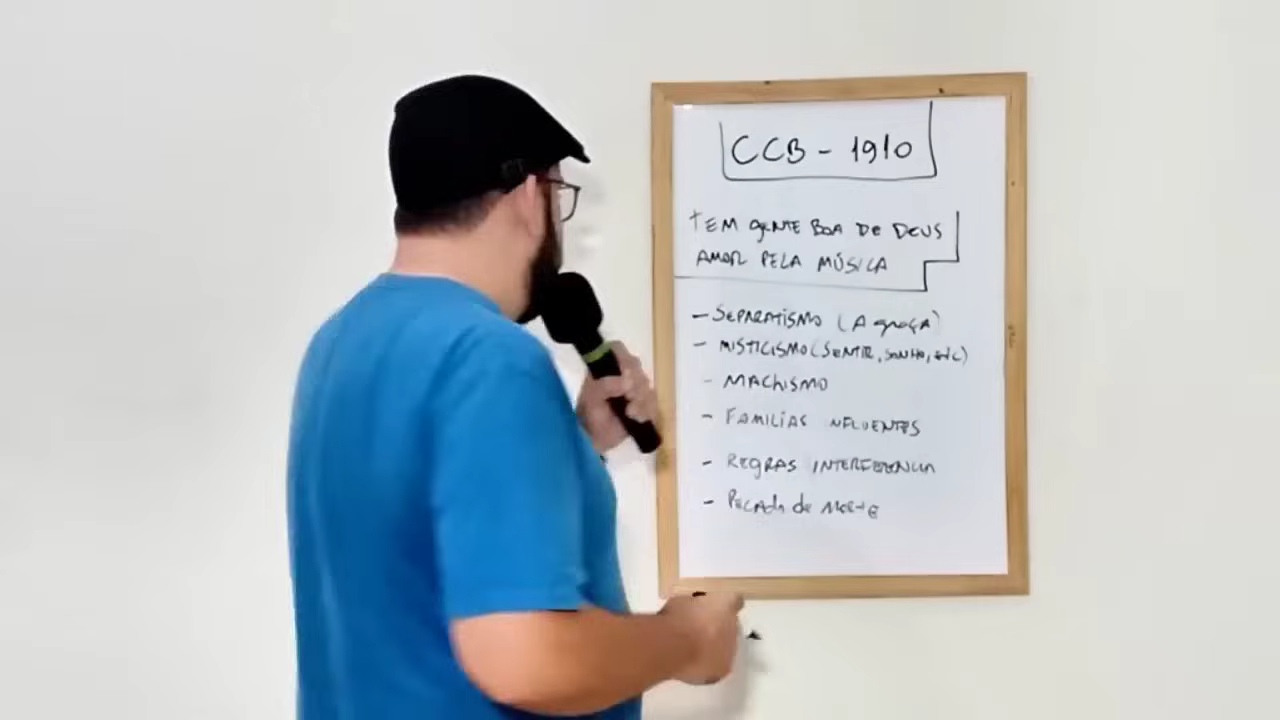 CCB - 1910
TEM GENTE BOA DE DEUS
AMOR PELA MÚSICA
- SEPARATISMO (A graça)
- MISTICISMO (SENTIR, SONHO, etc)
- MACHISMO
- FAMILIAS INFLUENTES
- REGRAS INTERFERENCIA
- Pecado de Morte